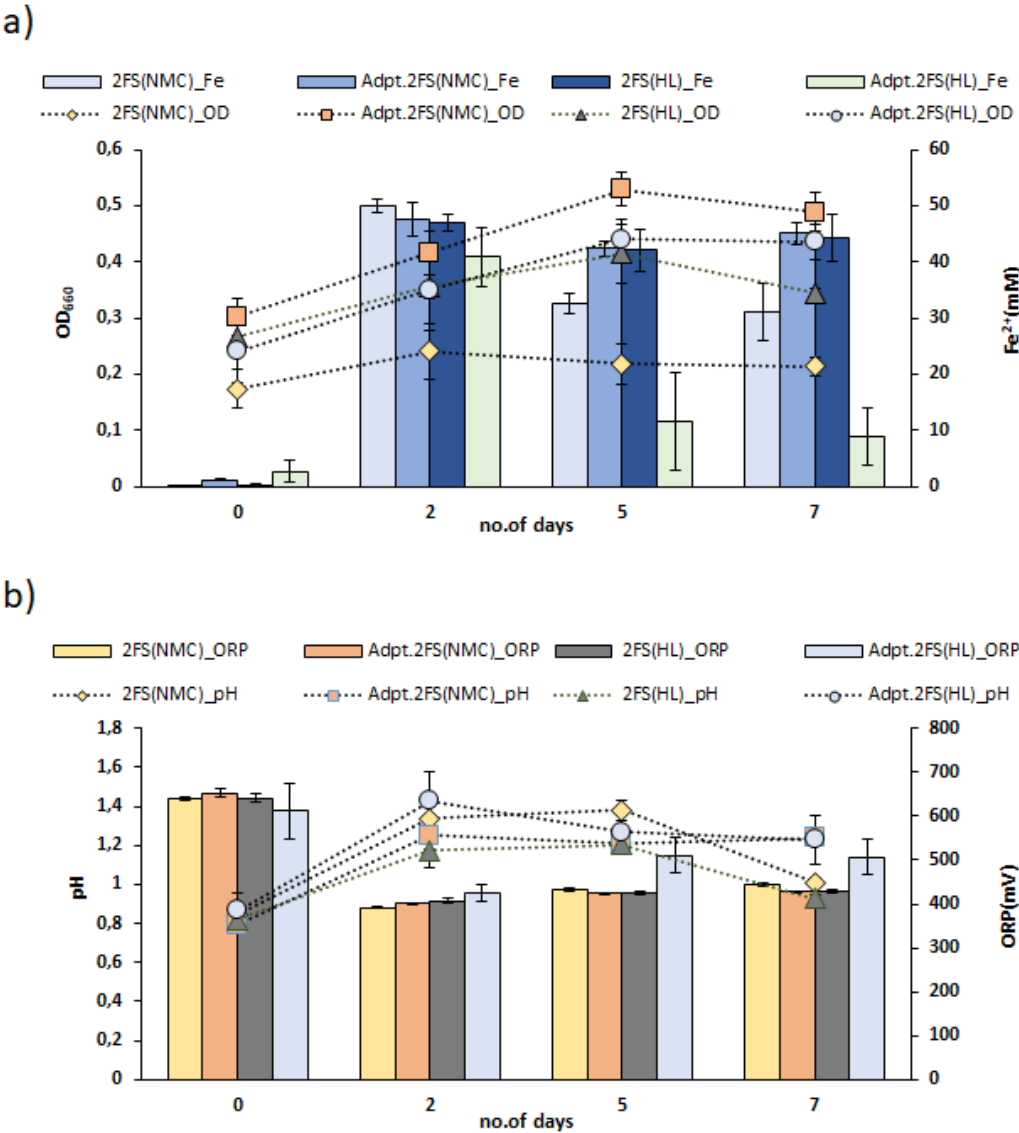 a)
2FS(NMC)_Fe Adpt.2FS(NMC)_Fe 2FS(HL)_Fe Adpt.2FS(HL)_Fe
2FS(NMC)_OD Adpt.2FS(NMC)_OD 2FS(HL)_OD Adpt.2FS(HL)_OD
0,6 60
0,5 50
0,4 40
0,3 30
0,2 20
0,1 10
0 0
OD660
Fe²⁺(mM)
0 2 5 7
no.of days
b)
2FS(NMC)_ORP Adpt.2FS(NMC)_ORP 2FS(HL)_ORP Adpt.2FS(HL)_ORP
2FS(NMC)_pH Adpt.2FS(NMC)_pH 2FS(HL)_pH Adpt.2FS(HL)_pH
1,8 800
1,6 700
1,4 600
1,2 500
1 400
0,8 300
0,6 200
0,4 100
0,2 0
0
pH
ORP(mV)
0 2 5 7
no.of days